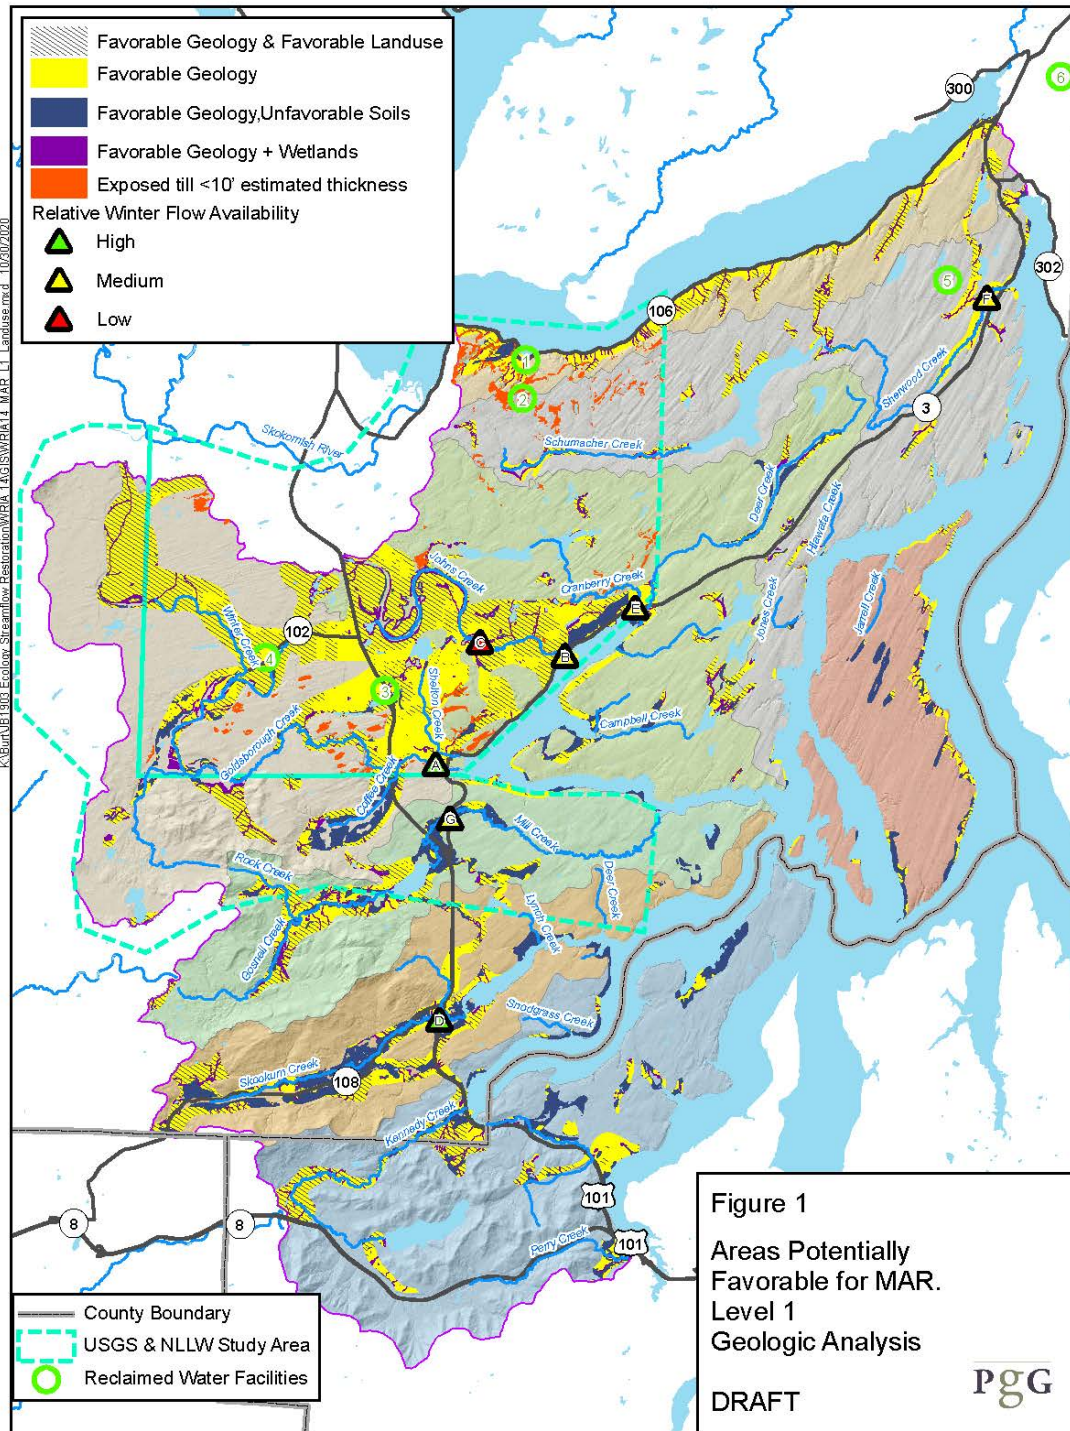 Favorable Geology & Favorable Landuse
Favorable Geology
Favorable Geology,Unfavorable Soils
Favorable Geology + Wetlands
Exposed till <10' estimated thickness
Relative Winter Flow Availability
High
Medium
Low
300
6
302
5
F
106
1
2
Sherwood Creek
3
Skokomish River
Schumacher Creek
Deer Creek
Hiawata Creek
Johns Creek
Cranberry Creek
E
Jones Creek
Jarrell Creek
Winter Creek
102
4
C
B
3
Shelton Creek
Goldsborough Creek
Campbell Creek
A
Coffee Creek
G
Mill Creek
Rock Creek
Deer Creek
Lynch Creek
Gosnell Creek
Snodgrass Creek
D
Skookum Creek
108
Kennedy Creek
101
8
8
Perry Creek
101
Figure 1
Areas Potentially
Favorable for MAR.
Level 1
Geologic Analysis
DRAFT
PgG
County Boundary
USGS & NLLW Study Area
Reclaimed Water Facilities